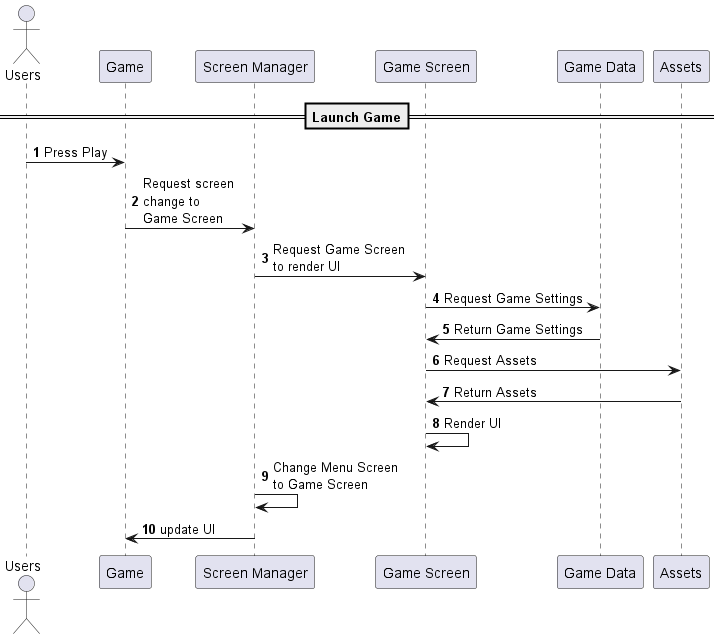 Users
Game
Screen Manager
Game Screen
Game Data
Assets
Launch Game
1 Press Play
Request screen
2 change to
Game Screen
Request Game Screen
3
to render UI
4 Request Game Settings
5 Return Game Settings
6 Request Assets
7 Return Assets
8 Render UI
Change Menu Screen
9
to Game Screen
10 update UI
Users
Game
Screen Manager
Game Screen
Game Data
Assets